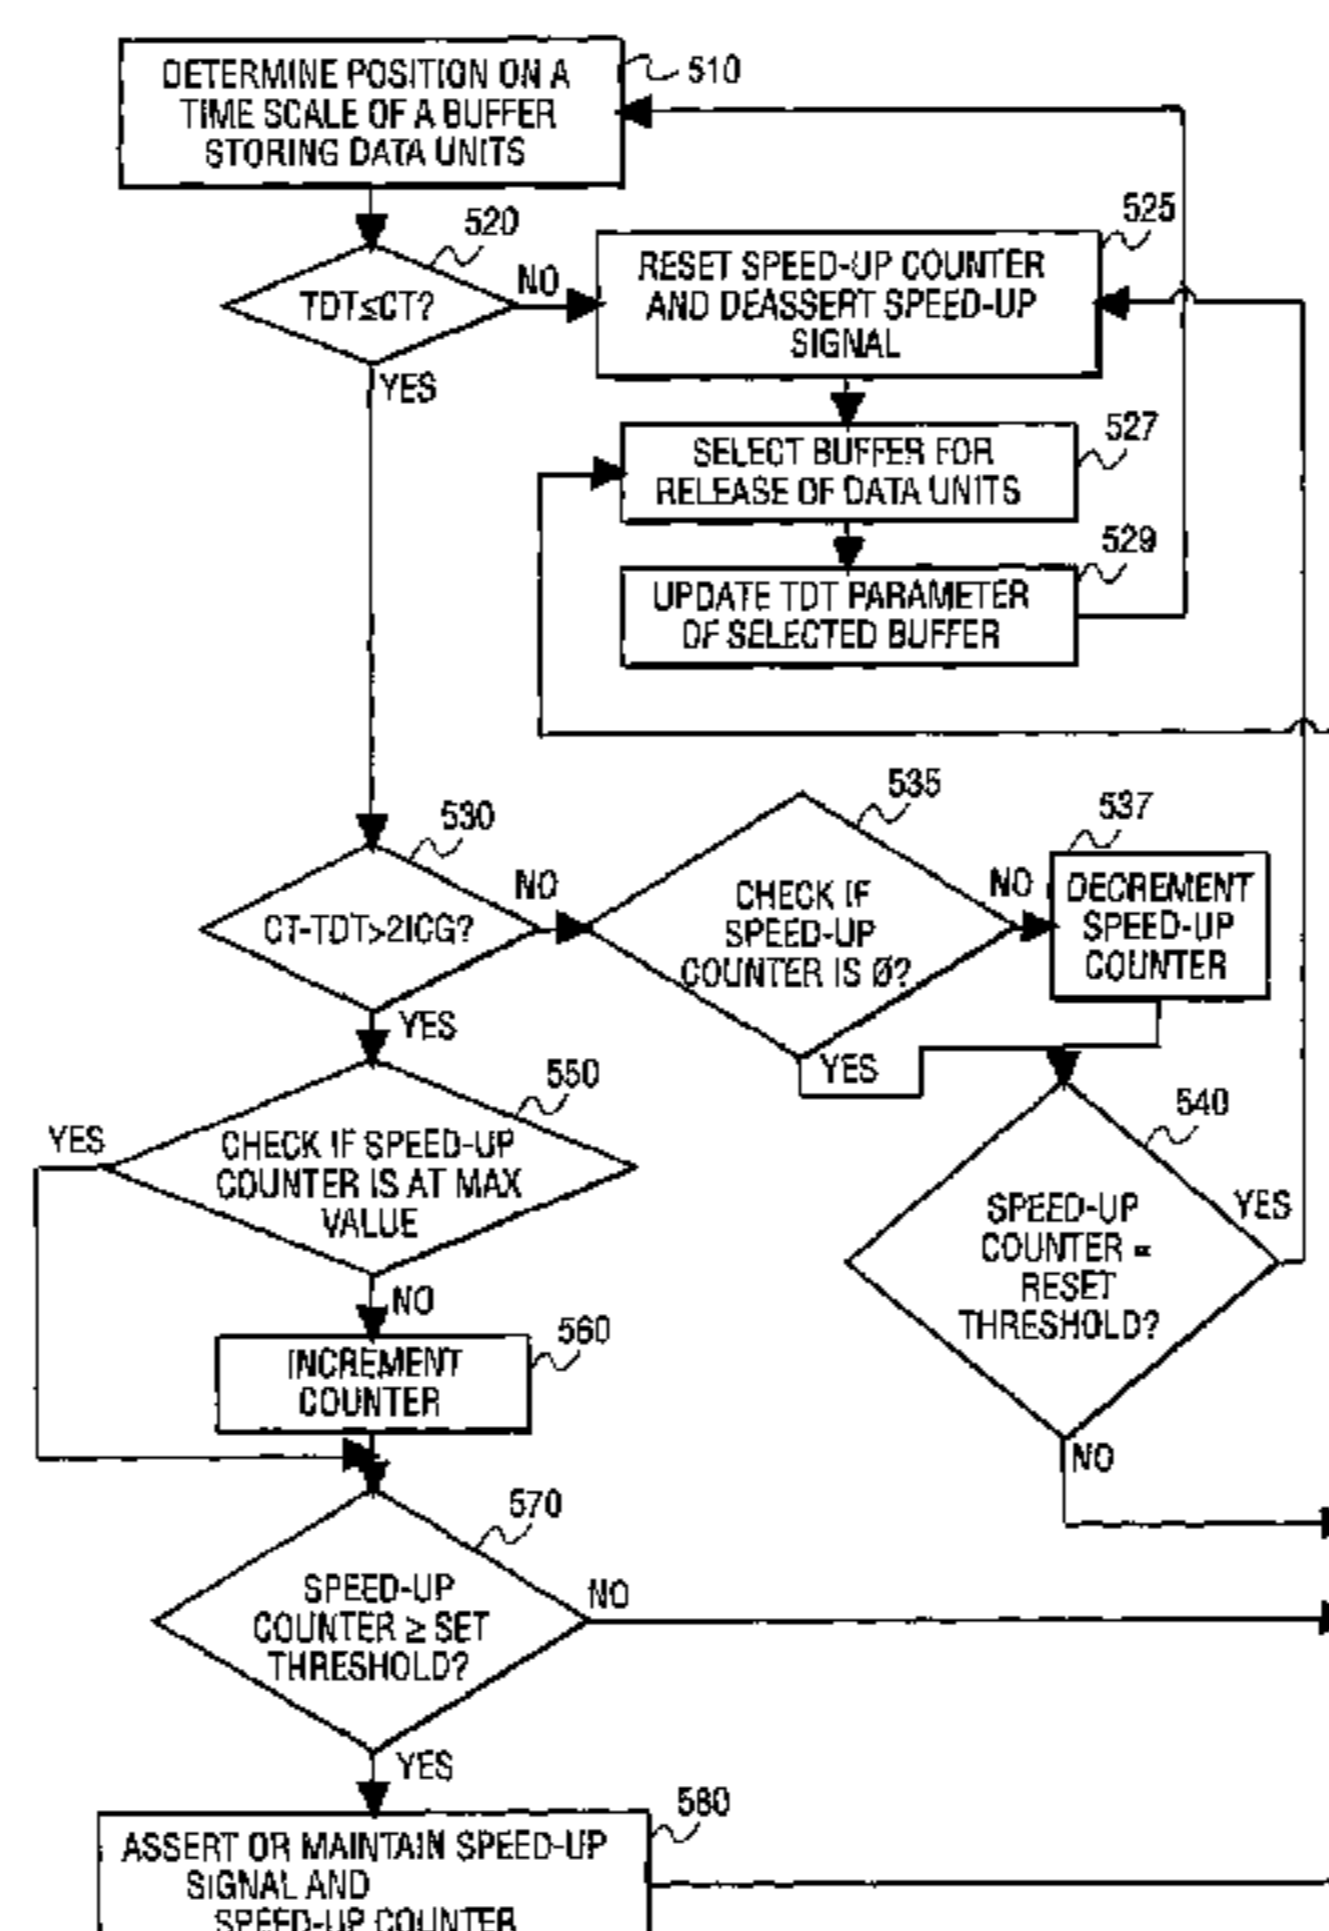 DETERMINE POSITION ON A
TIME SCALE OF A BUFFER
STORING DATA UNITS
510
520
TDT≤CT?
NO
YES
525
RESET SPEED-UP COUNTER
AND DEASSERT SPEED-UP
SIGNAL
527
SELECT BUFFER FOR
RELEASE OF DATA UNITS
529
UPDATE TDT PARAMETER
OF SELECTED BUFFER
530
CT-TDT>2ICG?
NO
YES
535
CHECK IF
SPEED-UP
COUNTER IS Ø?
NO
YES
537
DECREMENT
SPEED-UP
COUNTER
540
SPEED-UP
COUNTER =
RESET
THRESHOLD?
YES
NO
550
CHECK IF SPEED-UP
COUNTER IS AT MAX
VALUE
YES
NO
560
INCREMENT
COUNTER
570
SPEED-UP
COUNTER ≥ SET
THRESHOLD?
NO
YES
580
ASSERT OR MAINTAIN SPEED-UP
SIGNAL AND
SPEED-UP COUNTER